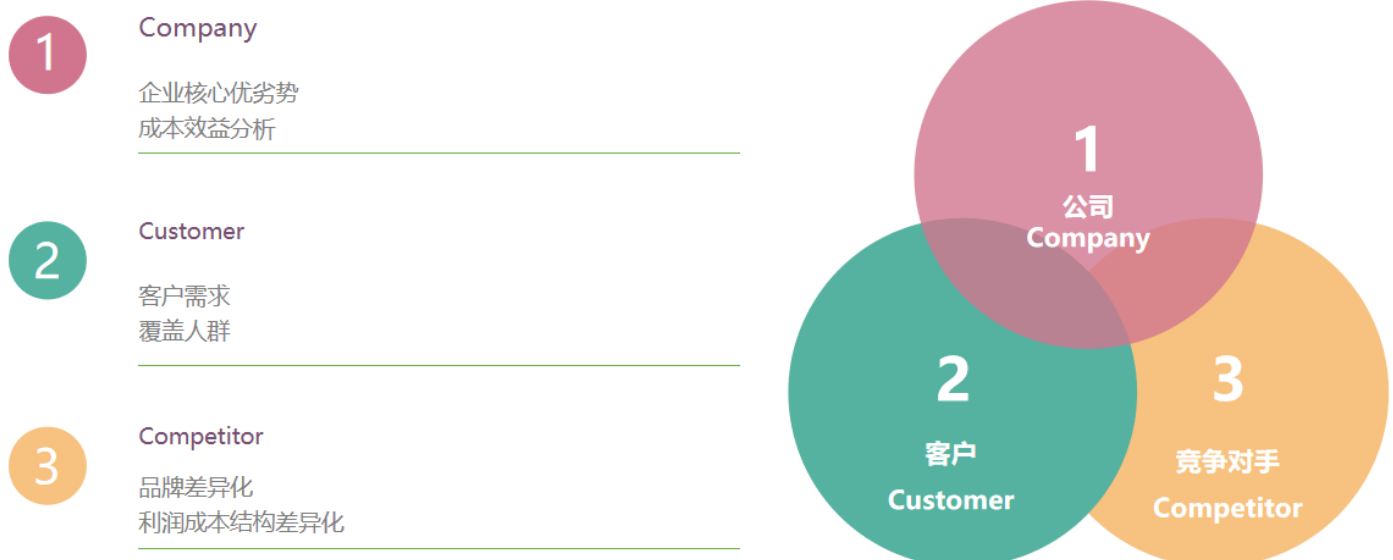 1
Company
企业核心优劣势
成本效益分析
2
Customer
客户需求
覆盖人群
3
Competitor
品牌差异化
利润成本结构差异化
1
公司
Company
2
客户
Customer
3
竞争对手
Competitor